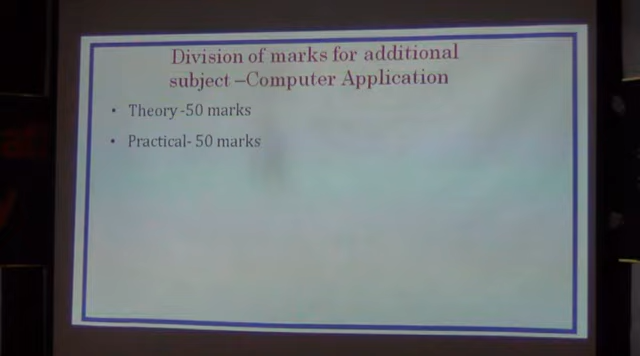 Division of marks for additional
subject –Computer Application
• Theory -50 marks
• Practical- 50 marks